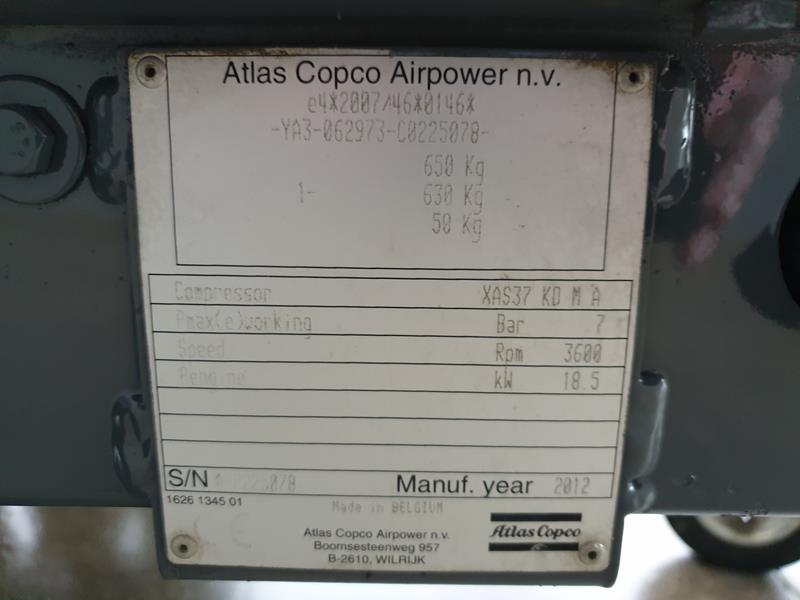 Atlas Copco Airpower n.v.
e4*2007/46*0146*
-YA3-062973-C0225078-
650 Kg
1- 630 Kg
50 Kg
Compressor XAS37 KD M A
Pmax(e)working Bar 7
Speed Rpm 3600
Pengine kW 18.5
S/N Manuf. year 2012
1626 1345 01
Made in BELGIUM
CE
Atlas Copco Airpower n.v.
Boomsesteenweg 957
B-2610, WILRIJK
Atlas Copco